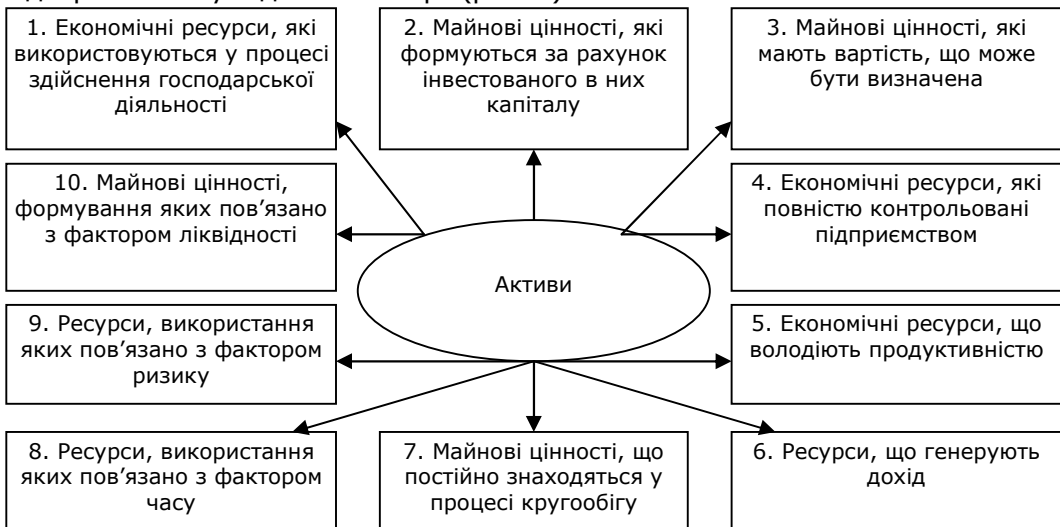 1. Економічні ресурси, які
використовуються у процесі
здійснення господарської
діяльності
2. Майнові цінності, які
формуються за рахунок
інвестованого в них
капіталу
3. Майнові цінності, які
мають вартість, що може
бути визначена
10. Майнові цінності,
формування яких пов’язано
з фактором ліквідності
4. Економічні ресурси, які
повністю контрольовані
підприємством
Активи
9. Ресурси, використання
яких пов’язано з фактором
ризику
5. Економічні ресурси, що
володіють продуктивністю
8. Ресурси, використання
яких пов’язано з фактором
часу
7. Майнові цінності, що
постійно знаходяться у
процесі кругообігу
6. Ресурси, що генерують
дохід